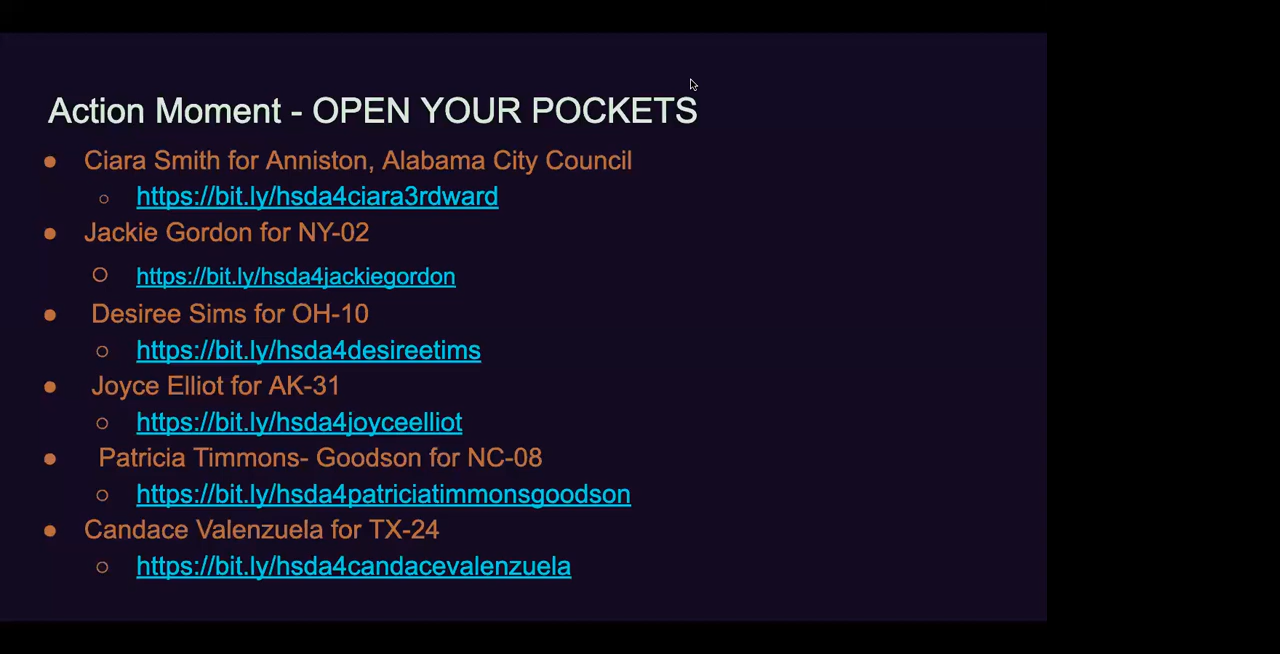 Action Moment - OPEN YOUR POCKETS
Ciara Smith for Anniston, Alabama City Council
https://bit.ly/hsda4ciara3rdward
Jackie Gordon for NY-02
https://bit.ly/hsda4jackiegordon
Desiree Sims for OH-10
https://bit.ly/hsda4desireetims
Joyce Elliot for AK-31
https://bit.ly/hsda4joyceelliot
Patricia Timmons- Goodson for NC-08
https://bit.ly/hsda4patriciatimmonsgoodson
Candace Valenzuela for TX-24
https://bit.ly/hsda4candacevalenzuela